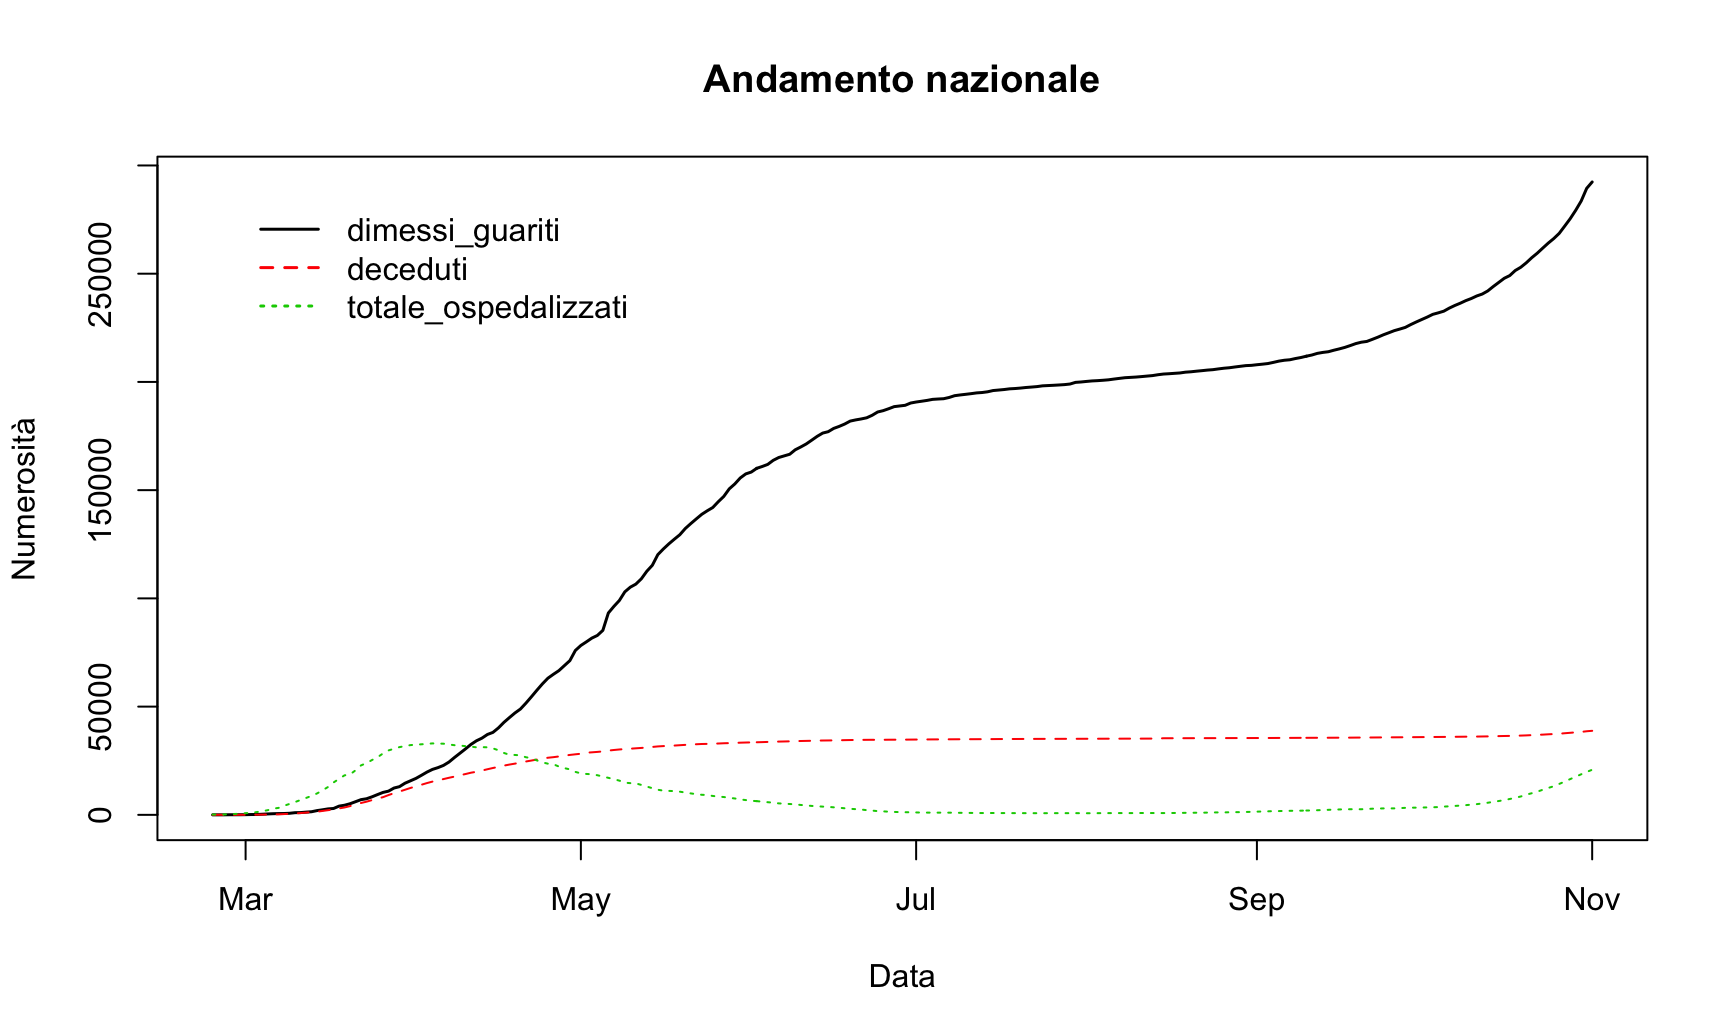 Andamento nazionale
dimessi_guariti
deceduti
totale_ospedalizzati
Numerosità
250000
150000
50000
0
Mar May Jul Sep Nov
Data